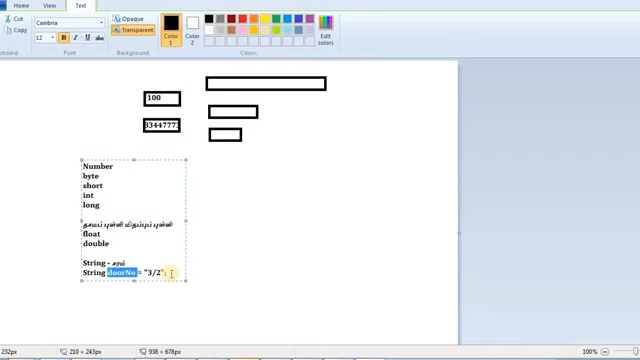 Home
View
Text
Cut
Copy
Cambria
12
B I U abc
Font
Opaque
Transparent
Background
Color 1
Color 2
Edit colors
Colors
100
33447773
Number
byte
short
int
long
தசமப் புள்ளி மிதப்புப் புள்ளி
float
double
String - சரம்
String doorNo = "3/2";
232px
210 × 243px
938 × 678px
100%